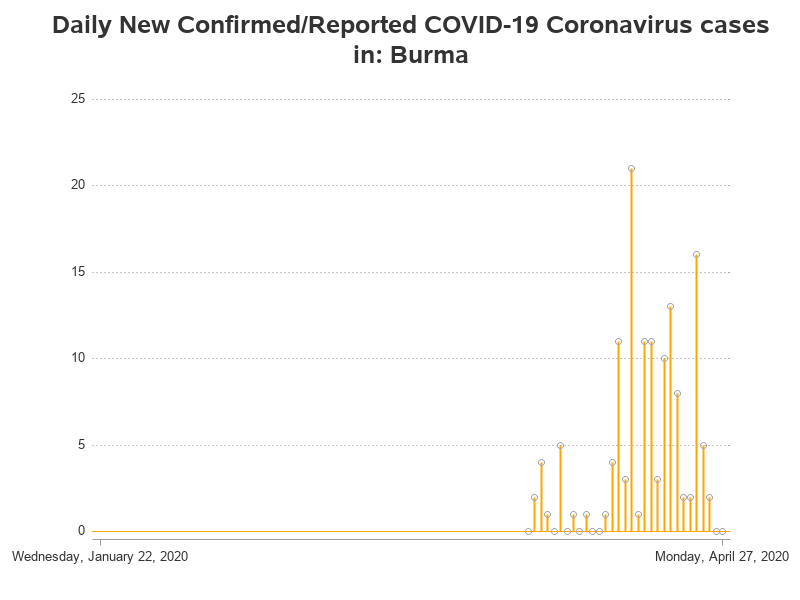 Daily New Confirmed/Reported COVID-19 Coronavirus cases
in: Burma
25
20
15
10
5
0
Wednesday, January 22, 2020
Monday, April 27, 2020